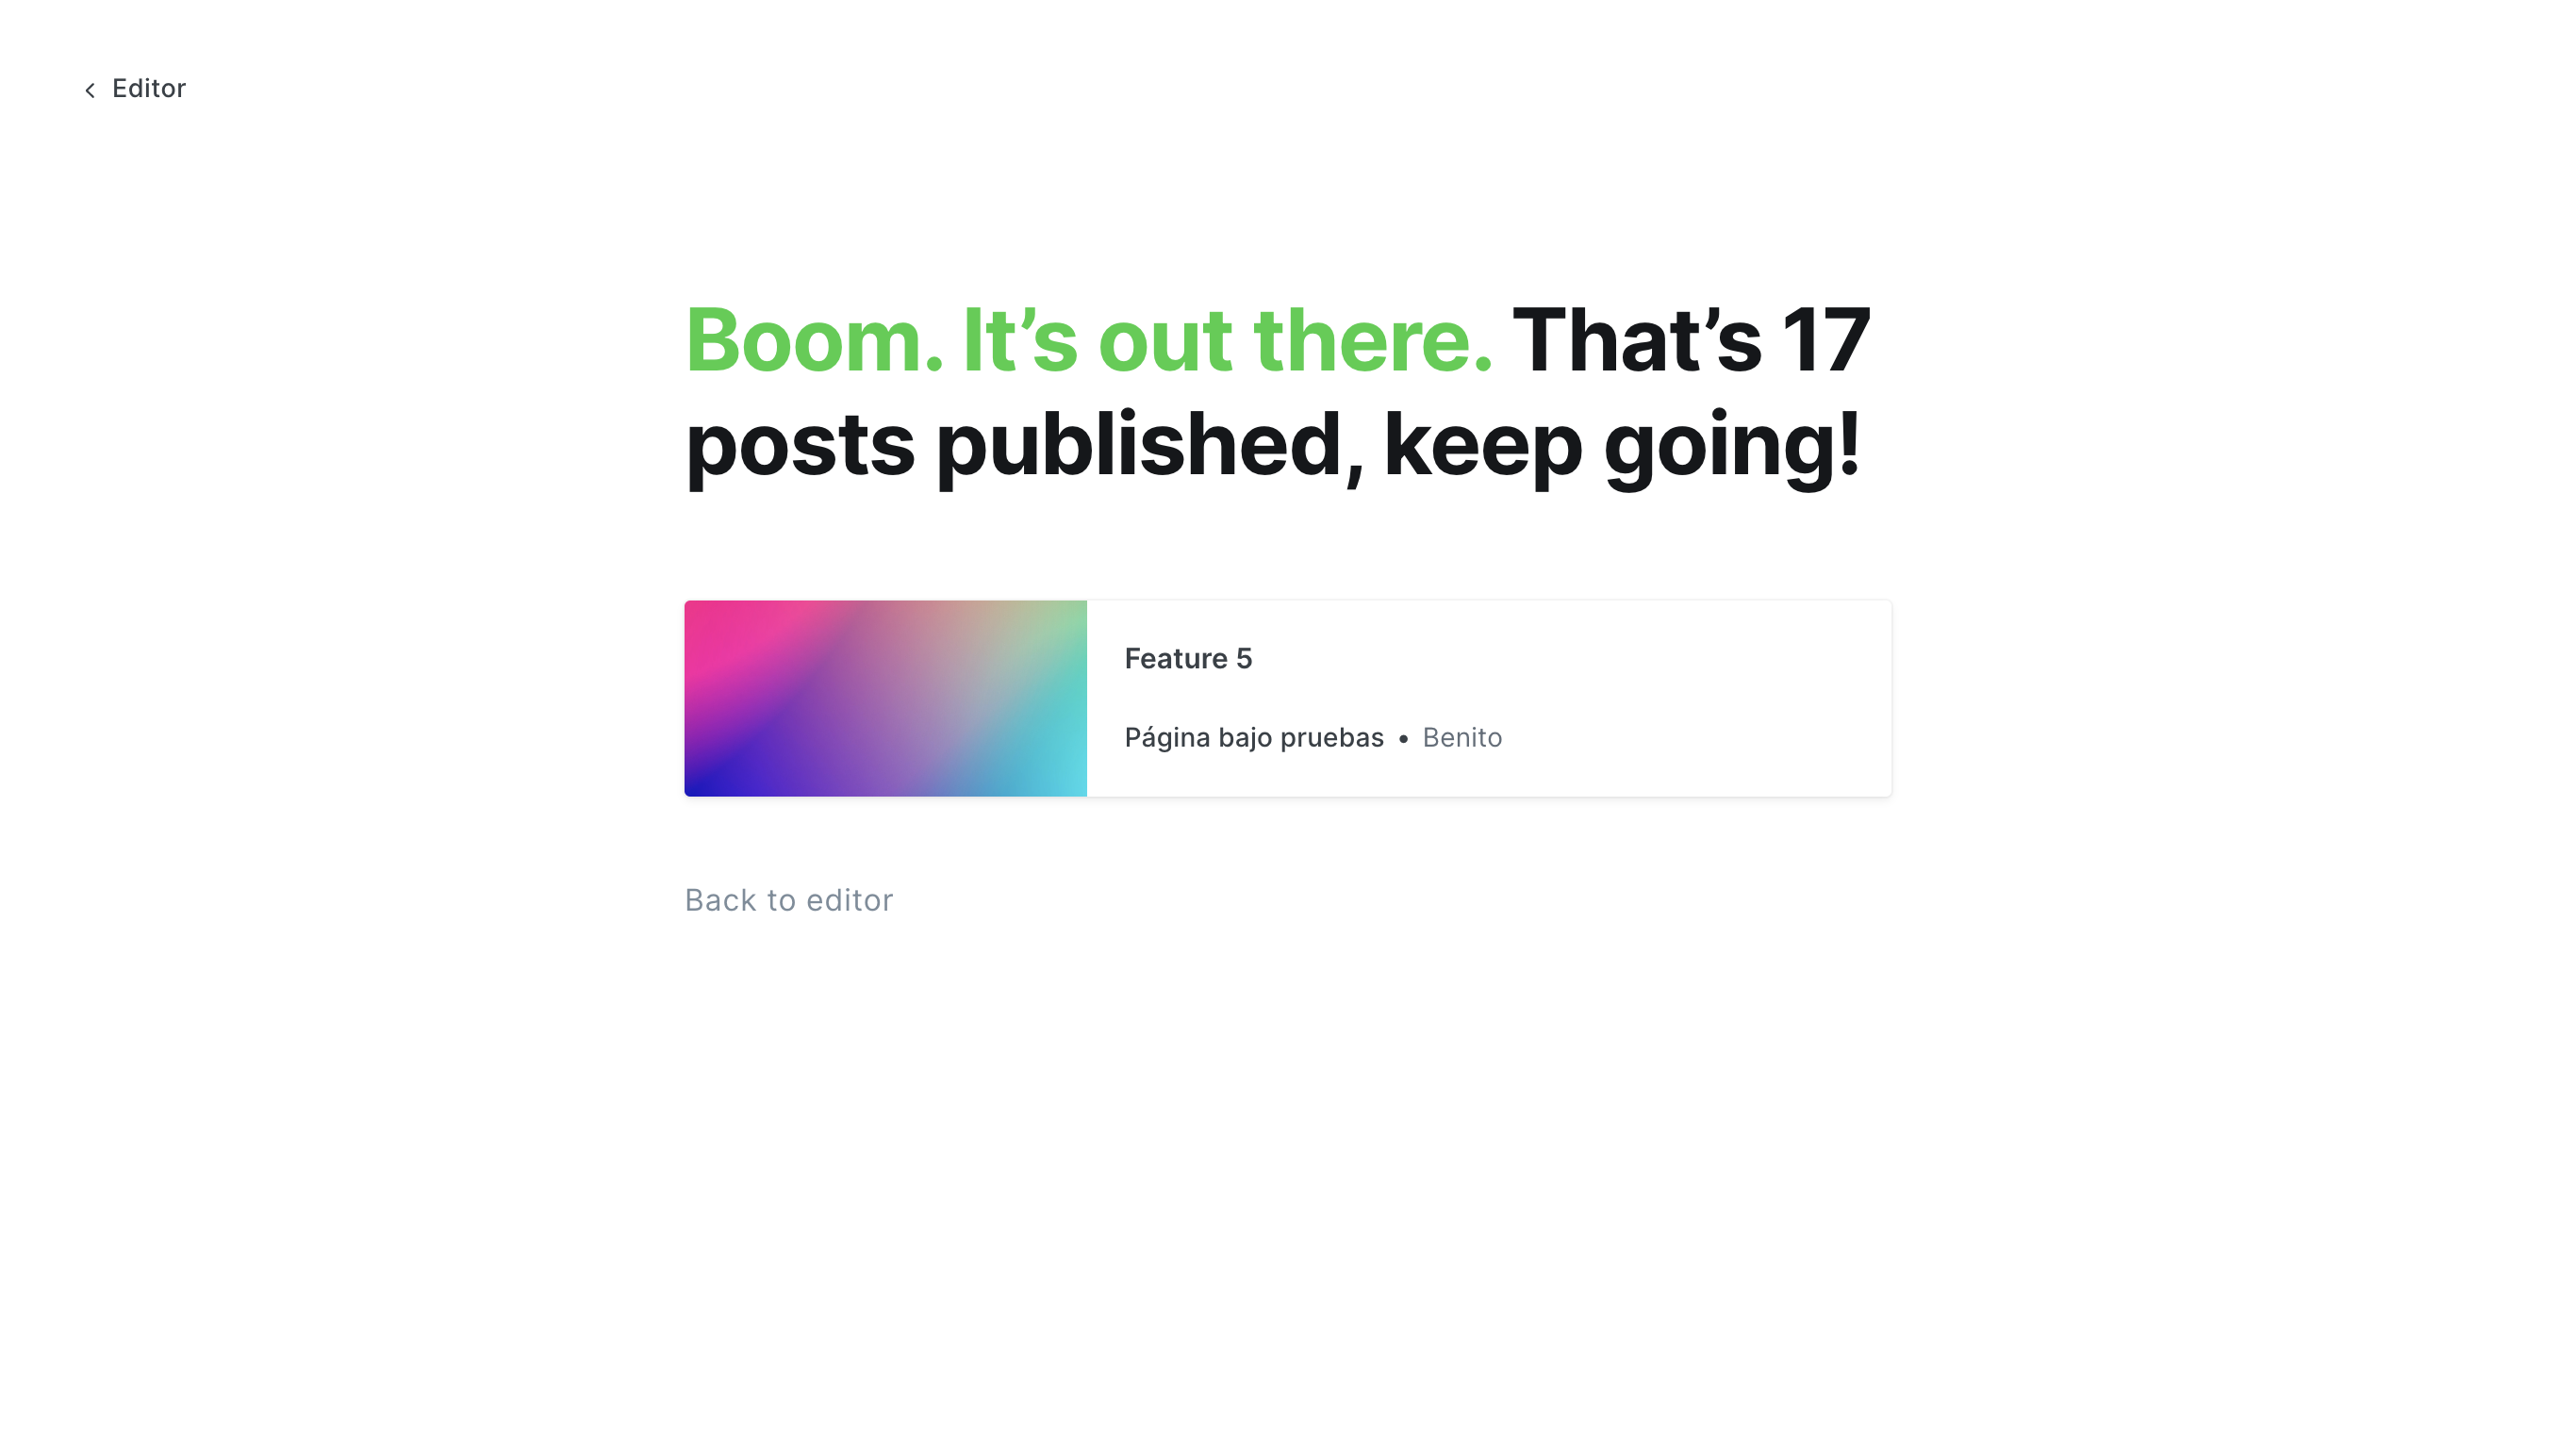 Editor
Boom. It’s out there. That’s 17
posts published, keep going!
Feature 5
Página bajo pruebas • Benito
Back to editor